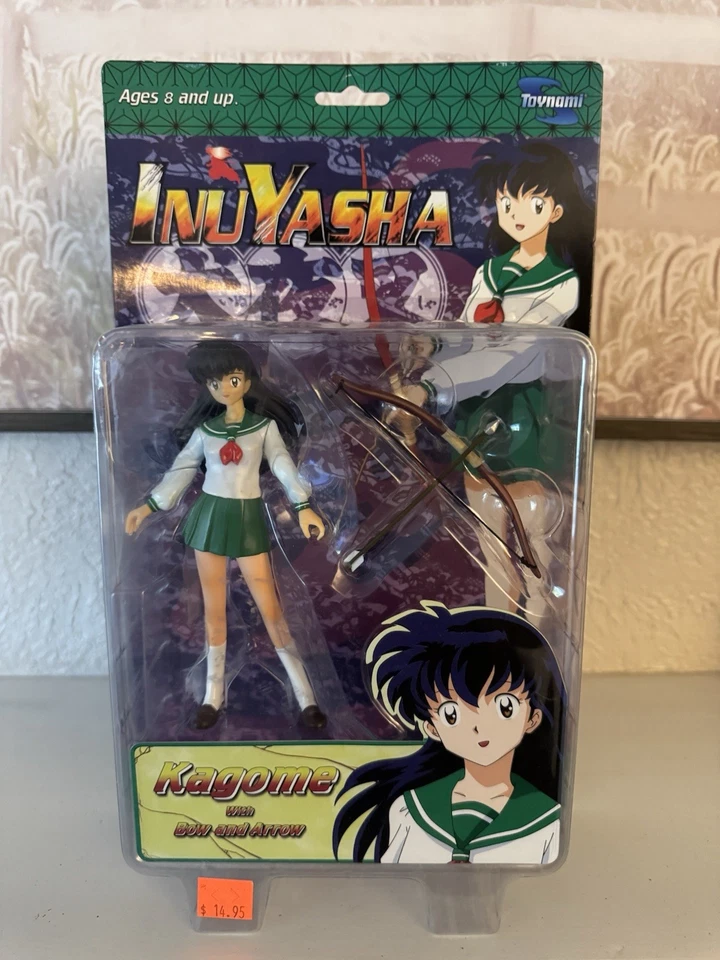 Ages 8 and up.
Toynami
INUYASHA
Kagome
With
Bow and Arrow
$ 14.95